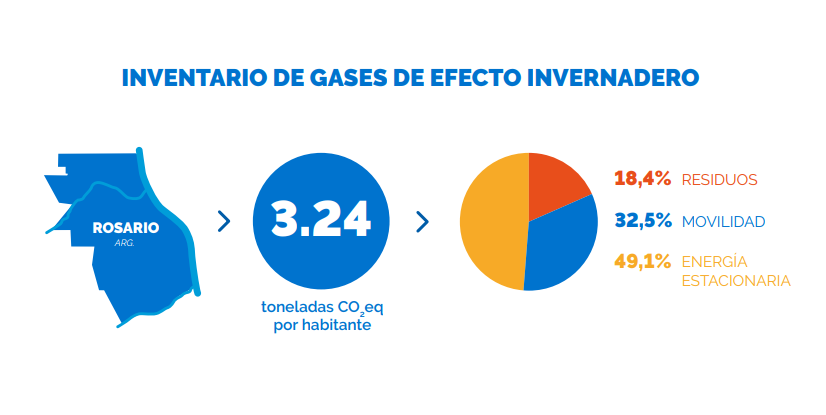 INVENTARIO DE GASES DE EFECTO INVERNADERO
ROSARIO
ARG.
3.24
toneladas CO₂eq
por habitante
18,4% RESIDUOS
32,5% MOVILIDAD
49,1% ENERGÍA
ESTACIONARIA